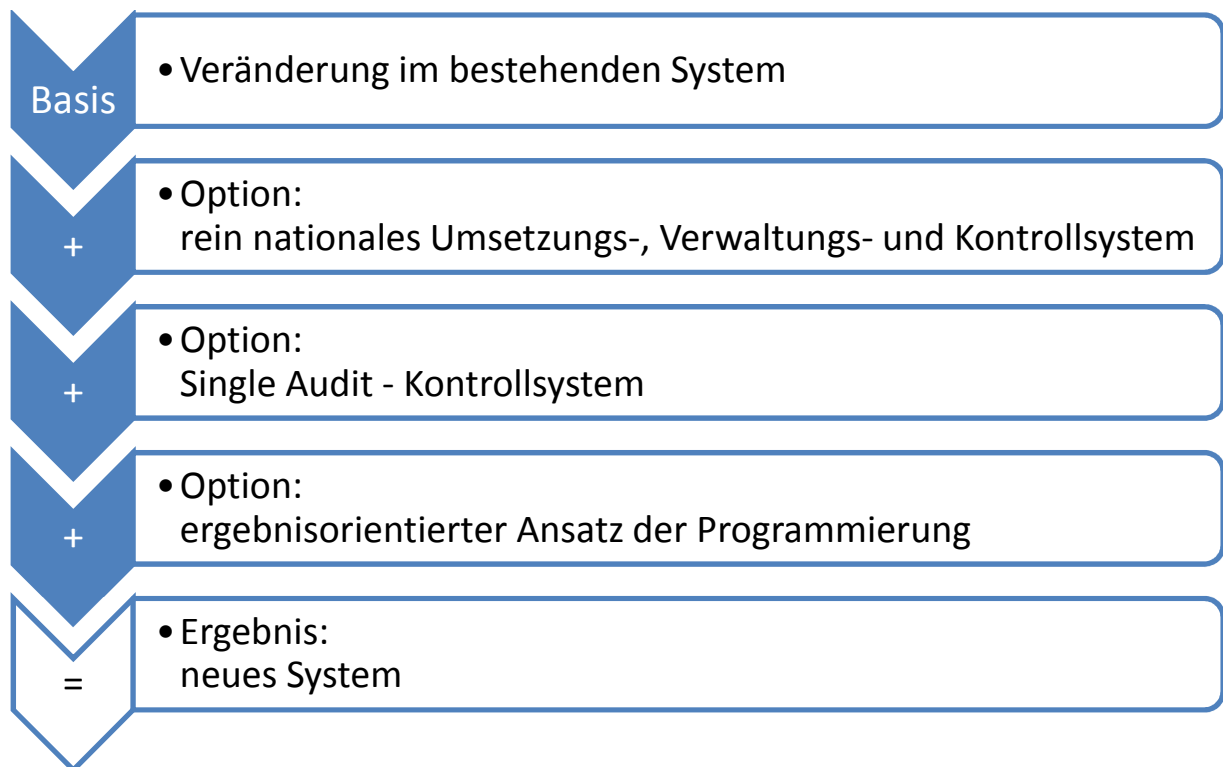 Basis
• Veränderung im bestehenden System
+
• Option:
rein nationales Umsetzungs-, Verwaltungs- und Kontrollsystem
+
• Option:
Single Audit - Kontrollsystem
+
• Option:
ergebnisorientierter Ansatz der Programmierung
=
• Ergebnis:
neues System